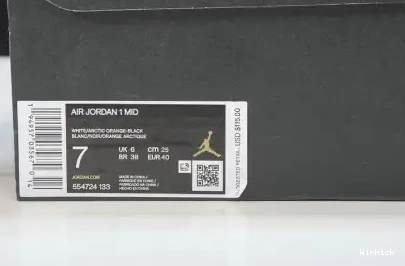 AIR JORDAN 1 MID
WHITE/ARCTIC ORANGE-BLACK
BLANC/NOIR/ORANGE ARCTIQUE
7
UK 6 cm 25
BR 38 EUR 40
JORDAN.COM
554724 133
MADE IN CHINA/
FABRIQUÉ EN CHINE/
FABRICADO NA CHINA/
HECHO EN CHINA
USD $115.00